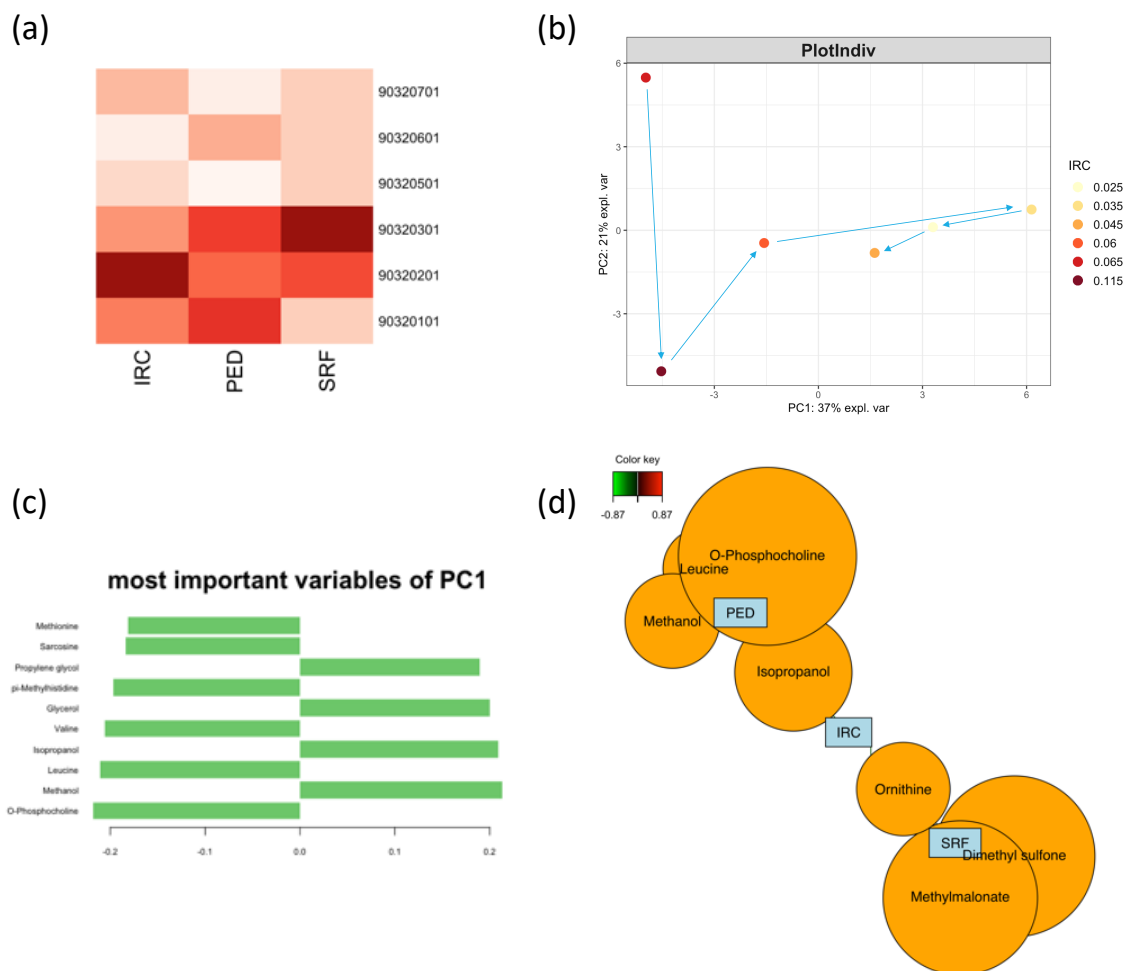 (a)
90320701
90320601
90320501
90320301
90320201
90320101
IRC
PED
SRF
(b)
PlotIndiv
6
3
0
-3
PC2: 21% expl. var
-3
0
3
6
PC1: 37% expl. var
IRC
0.025
0.035
0.045
0.06
0.065
0.115
(c)
most important variables of PC1
Methionine
Sarcosine
Propylene glycol
pi-Methylhistidine
Glycerol
Valine
Isopropanol
Leucine
Methanol
O-Phosphocholine
-0.2
-0.1
0.0
0.1
0.2
(d)
Color key
-0.87
0.87
O-Phosphocholine
Leucine
PED
Methanol
Isopropanol
IRC
Ornithine
SRF
Dimethyl sulfone
Methylmalonate